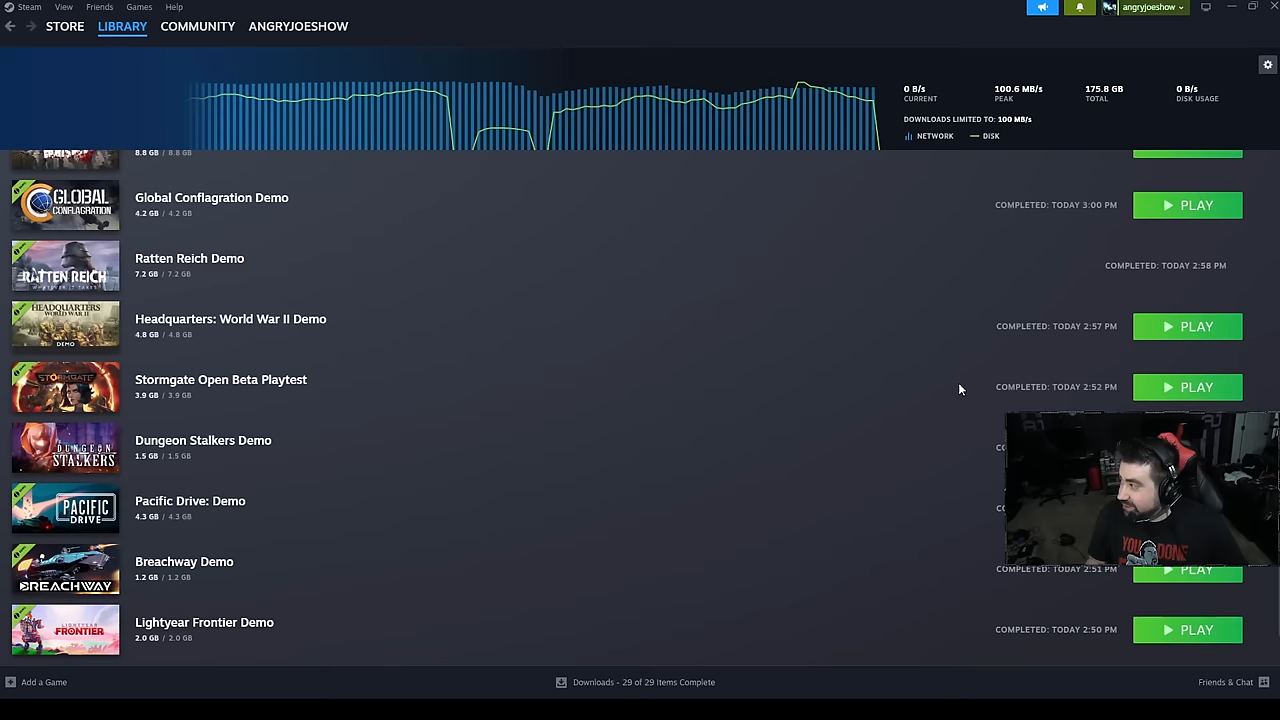 Steam View Friends Games Help
angryjoeshow
STORE LIBRARY COMMUNITY ANGRYJOESHOW
0 B/s 100.6 MB/s 175.8 GB 0 B/s
CURRENT PEAK TOTAL DISK USAGE
DOWNLOADS LIMITED TO: 100 MB/s
NETWORK DISK
8.8 GB / 8.8 GB
GLOBAL
CONFLAGRATION
Global Conflagration Demo
4.2 GB / 4.2 GB
COMPLETED: TODAY 3:00 PM
PLAY
RATTEN REICH
Ratten Reich Demo
7.2 GB / 7.2 GB
COMPLETED: TODAY 2:58 PM
HEADQUARTERS
WORLD WAR II
DEMO
Headquarters: World War II Demo
4.8 GB / 4.8 GB
COMPLETED: TODAY 2:57 PM
PLAY
STORMGATE
Stormgate Open Beta Playtest
3.9 GB / 3.9 GB
COMPLETED: TODAY 2:52 PM
PLAY
DUNGEON
STALKERS
Dungeon Stalkers Demo
1.5 GB / 1.5 GB
PACIFIC
DRIVE
Pacific Drive: Demo
4.3 GB / 4.3 GB
BREACHWAY
Breachway Demo
1.2 GB / 1.2 GB
COMPLETED: TODAY 2:51 PM
PLAY
LIGHTYEAR
FRONTIER
Lightyear Frontier Demo
2.0 GB / 2.0 GB
COMPLETED: TODAY 2:50 PM
PLAY
Add a Game
Downloads - 29 of 29 Items Complete
Friends & Chat